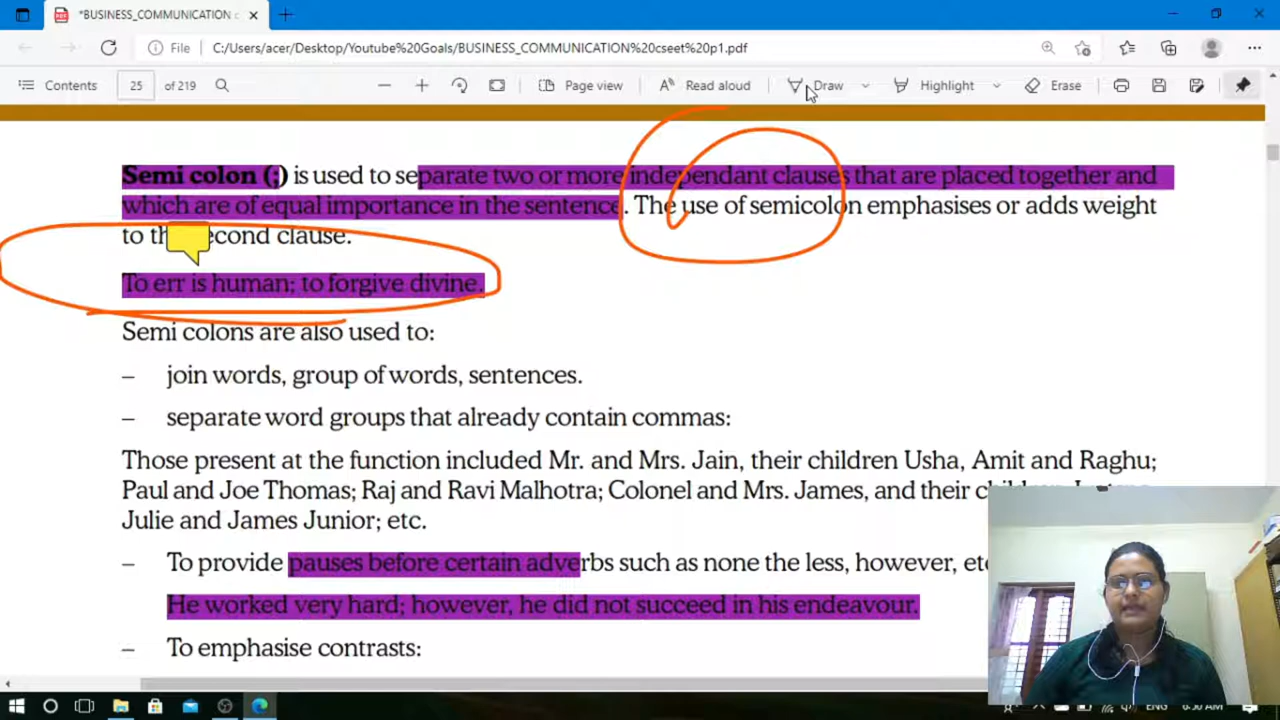 *BUSINESS_COMMUNICATION c
File C:/Users/acer/Desktop/Youtube%20Goals/BUSINESS_COMMUNICATION%20cseet%20p1.pdf
Contents 25 of 219 Page view Read aloud Draw Highlight Erase
Semi colon (;) is used to separate two or more independant clauses that are placed together and
which are of equal importance in the sentence. The use of semicolon emphasises or adds weight
to th econd clause.
To err is human; to forgive divine.
Semi colons are also used to:
– join words, group of words, sentences.
– separate word groups that already contain commas:
Those present at the function included Mr. and Mrs. Jain, their children Usha, Amit and Raghu;
Paul and Joe Thomas; Raj and Ravi Malhotra; Colonel and Mrs. James, and their
Julie and James Junior; etc.
– To provide pauses before certain adverbs such as none the less, however, etc
He worked very hard; however, he did not succeed in his endeavour.
– To emphasise contrasts:
ENG 6:50 AM